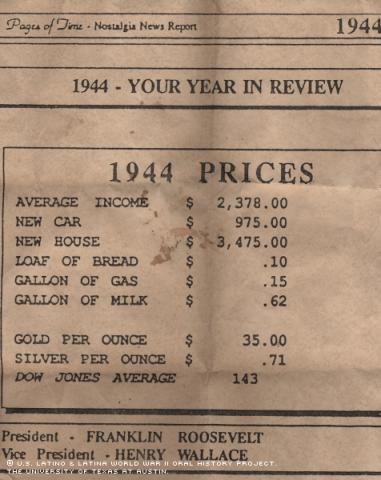 Pages of Time - Nostalgia News Report 1944
1944 - YOUR YEAR IN REVIEW
1944 PRICES
AVERAGE INCOME $ 2,378.00
NEW CAR $ 975.00
NEW HOUSE $ 3,475.00
LOAF OF BREAD $ .10
GALLON OF GAS $ .15
GALLON OF MILK $ .62
GOLD PER OUNCE $ 35.00
SILVER PER OUNCE $ .71
DOW JONES AVERAGE 143
President - FRANKLIN ROOSEVELT
Vice President - HENRY WALLACE
© U.S. LATINO & LATINA WORLD WAR II ORAL HISTORY PROJECT.
THE UNIVERSITY OF TEXAS AT AUSTIN